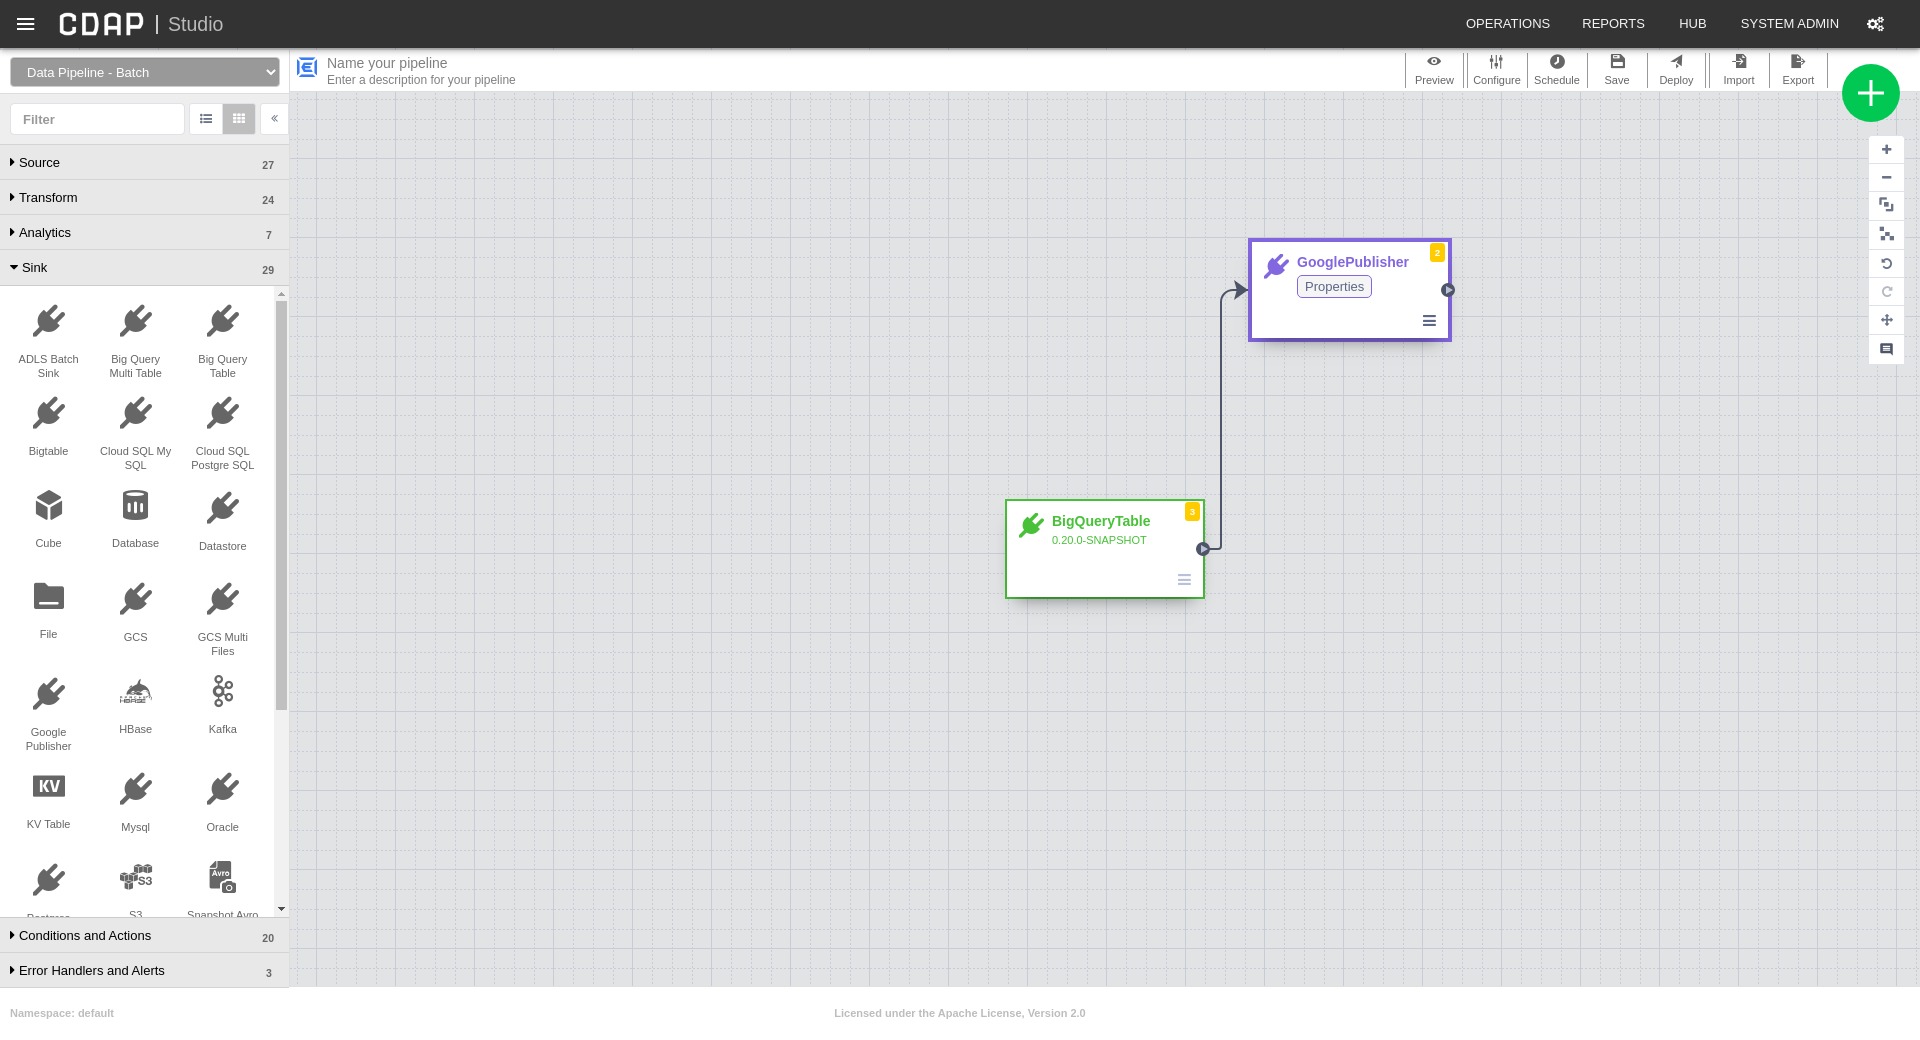 CDAP | Studio
OPERATIONS REPORTS HUB SYSTEM ADMIN
Data Pipeline - Batch
Name your pipeline
Enter a description for your pipeline
Preview Configure Schedule Save Deploy Import Export
Filter
Source 27
Transform 24
Analytics 7
Sink 29
ADLS Batch Sink
Big Query Multi Table
Big Query Table
Bigtable
Cloud SQL My SQL
Cloud SQL Postgre SQL
Cube
Database
Datastore
File
GCS
GCS Multi Files
Google Publisher
HBASE
HBase
Kafka
KV
KV Table
Mysql
Oracle
Postgres
S3
S3
Avro
Snapshot Avro
Conditions and Actions 20
Error Handlers and Alerts 3
GooglePublisher 2
Properties
BigQueryTable 3
0.20.0-SNAPSHOT
Namespace: default
Licensed under the Apache License, Version 2.0